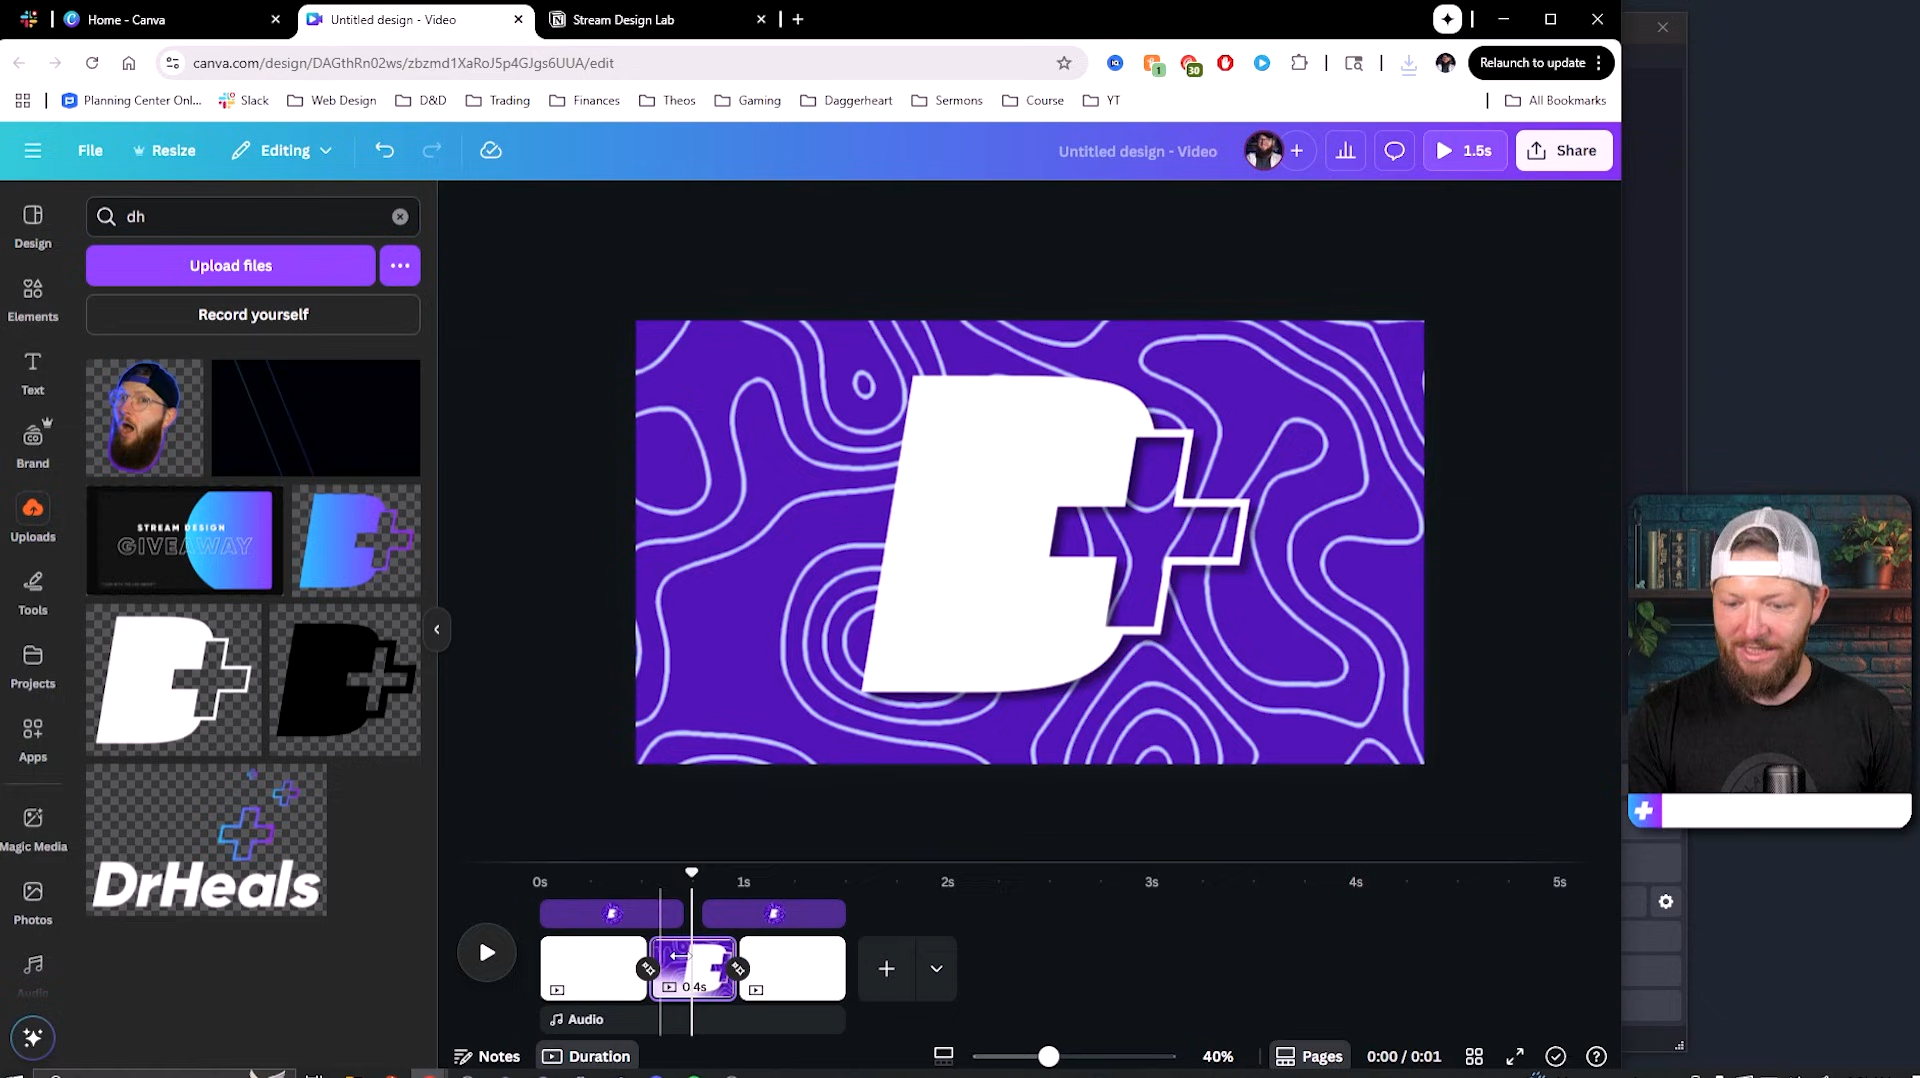 Home - Canva
Untitled design - Video
Stream Design Lab
canva.com/design/DAGthRn02ws/zbzmd1XaRoJ5p4GJgs6UUA/edit
1
30
Relaunch to update
Planning Center Onl...
Slack
Web Design
D&D
Trading
Finances
Theos
Gaming
Daggerheart
Sermons
Course
YT
All Bookmarks
File
Resize
Editing
Untitled design - Video
1.5s
Share
Design
Elements
Text
Brand
Uploads
Tools
Projects
Apps
Magic Media
Photos
Audio
dh
Upload files
Record yourself
STREAM DESIGN
GIVEAWAY
DrHeals
0s
1s
2s
3s
4s
5s
0.4s
Audio
Notes
Duration
40%
Pages
0:00 / 0:01